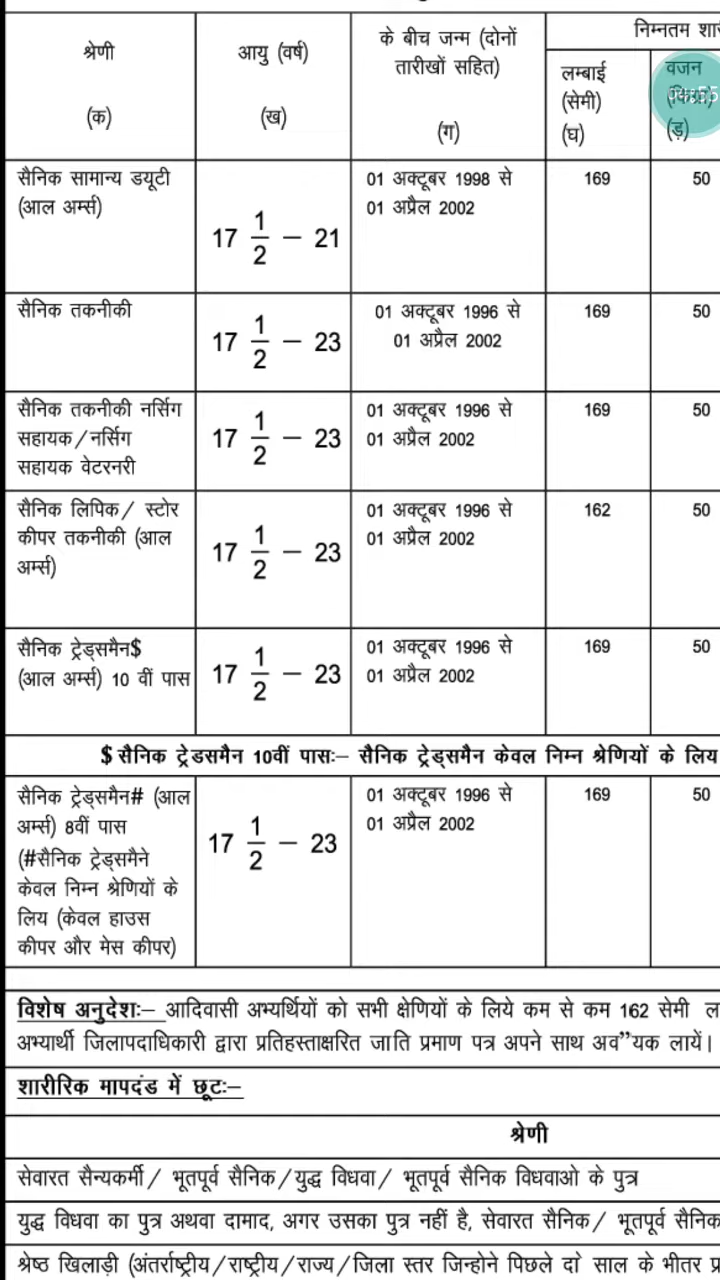 निम्नतम शार
श्रेणी
(क)
आयु (वर्ष)
(ख)
के बीच जन्म (दोनों
तारीखों सहित)
(ग)
लम्बाई
(सेमी)
(घ)
वजन
(ड़)
सैनिक सामान्य डयूटी
(आल अर्म्स)
17 1/2 – 21
01 अक्टूबर 1998 से
01 अप्रैल 2002
169
50
सैनिक तकनीकी
17 1/2 – 23
01 अक्टूबर 1996 से
01 अप्रैल 2002
169
50
सैनिक तकनीकी नर्सिग
सहायक/नर्सिग
सहायक वेटरनरी
17 1/2 – 23
01 अक्टूबर 1996 से
01 अप्रैल 2002
169
50
सैनिक लिपिक/ स्टोर
कीपर तकनीकी (आल
अर्म्स)
17 1/2 – 23
01 अक्टूबर 1996 से
01 अप्रैल 2002
162
50
सैनिक ट्रेड्समैन$
(आल अर्म्स) 10 वीं पास
17 1/2 – 23
01 अक्टूबर 1996 से
01 अप्रैल 2002
169
50
$ सैनिक ट्रेडसमैन 10वीं पासः– सैनिक ट्रेड्समैन केवल निम्न श्रेणियों के लिय
सैनिक ट्रेड्समैन# (आल
अर्म्स) 8वीं पास
(#सैनिक ट्रेड्समैने
केवल निम्न श्रेणियों के
लिय (केवल हाउस
कीपर और मेस कीपर)
17 1/2 – 23
01 अक्टूबर 1996 से
01 अप्रैल 2002
169
50
विशेष अनुदेशः– आदिवासी अभ्यर्थियों को सभी क्षेणियों के लिये कम से कम 162 सेमी ल
अभ्यार्थी जिलापदाधिकारी द्वारा प्रतिहस्ताक्षरित जाति प्रमाण पत्र अपने साथ अव”यक लायें।
शारीरिक मापदंड में छूटः–
श्रेणी
सेवारत सैन्यकर्मी/ भूतपूर्व सैनिक/युद्ध विधवा/ भूतपूर्व सैनिक विधवाओ के पुत्र
युद्ध विधवा का पुत्र अथवा दामाद, अगर उसका पुत्र नहीं है, सेवारत सैनिक/ भूतपूर्व सैनिक
श्रेष्ठ खिलाड़ी (अंतर्राष्ट्रीय/राष्ट्रीय/राज्य/जिला स्तर जिन्होने पिछले दो साल के भीतर प्र